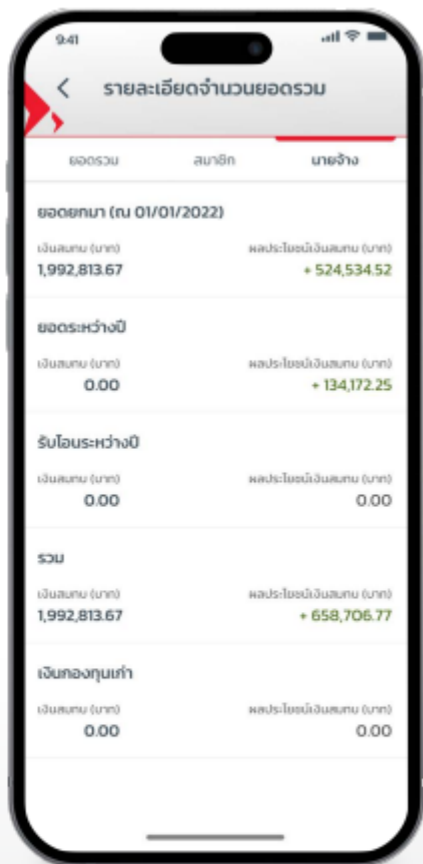 9:41
รายละเอียดจำนวนยอดรวม
ยอดรวม สมาชิก นายจ้าง
ยอดยกมา (ณ 01/01/2022)
เงินสมทบ (บาท) ผลประโยชน์เงินสมทบ (บาท)
1,992,813.67 + 524,534.52
ยอดระหว่างปี
เงินสมทบ (บาท) ผลประโยชน์เงินสมทบ (บาท)
0.00 + 134,172.25
รับโอนระหว่างปี
เงินสมทบ (บาท) ผลประโยชน์เงินสมทบ (บาท)
0.00 0.00
รวม
เงินสมทบ (บาท) ผลประโยชน์เงินสมทบ (บาท)
1,992,813.67 + 658,706.77
เงินกองทุนเก่า
เงินสมทบ (บาท) ผลประโยชน์เงินสมทบ (บาท)
0.00 0.00